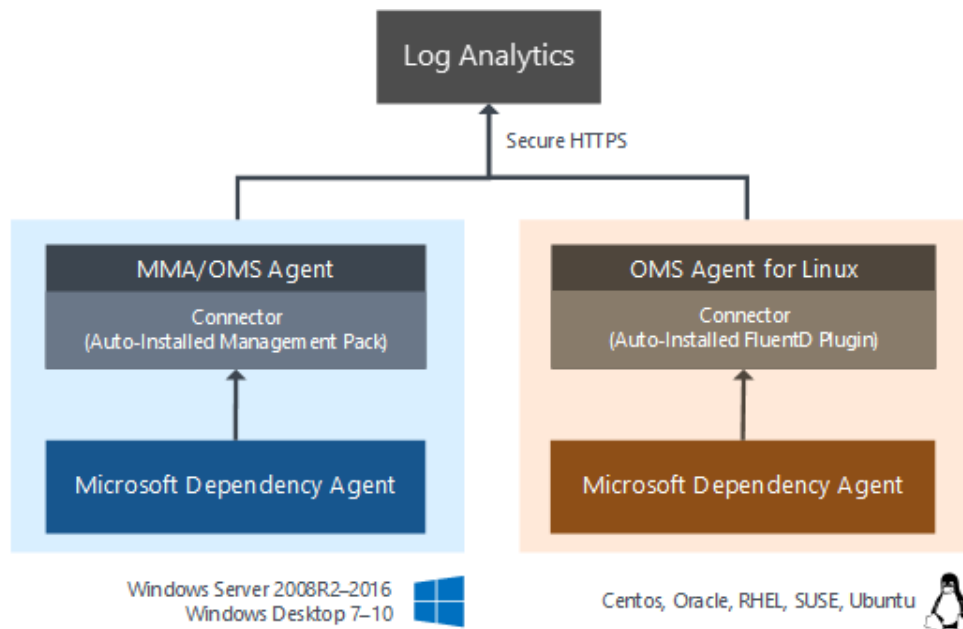 Log Analytics
Secure HTTPS
MMA/OMS Agent
Connector
(Auto-Installed Management Pack)
Microsoft Dependency Agent
Windows Server 2008R2–2016
Windows Desktop 7–10
OMS Agent for Linux
Connector
(Auto-Installed FluentD Plugin)
Microsoft Dependency Agent
Centos, Oracle, RHEL, SUSE, Ubuntu